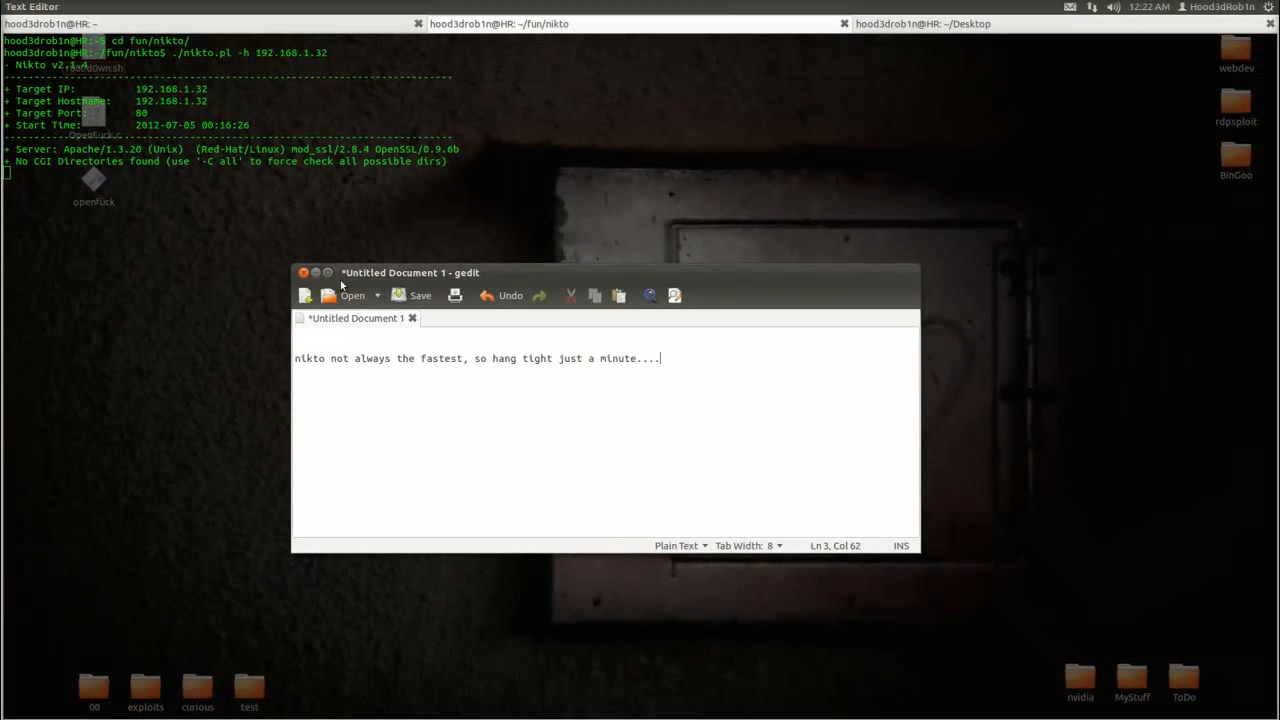 Text Editor
12:22 AM
Hood3dRob1n
hood3drob1n@HR: ~
hood3drob1n@HR: ~/fun/nikto
hood3drob1n@HR: ~/Desktop
hood3drob1n@HR:~$ cd fun/nikto/
hood3drob1n@HR:~/fun/nikto$ ./nikto.pl -h 192.168.1.32
- Nikto v2.1.4
root'd0wn.sh
---------------------------------------------------------------------------
+ Target IP: 192.168.1.32
+ Target Hostname: 192.168.1.32
+ Target Port: 80
+ Start Time: 2012-07-05 00:16:26
OpenFuck.c
---------------------------------------------------------------------------
+ Server: Apache/1.3.20 (Unix) (Red-Hat/Linux) mod_ssl/2.8.4 OpenSSL/0.9.6b
+ No CGI Directories found (use '-C all' to force check all possible dirs)
openfuck
webdev
rdpsploit
BinGoo
*Untitled Document 1 - gedit
Open
Save
Undo
*Untitled Document 1
nikto not always the fastest, so hang tight just a minute....
Plain Text
Tab Width: 8
Ln 3, Col 62
INS
00
exploits
curious
test
nvidia
MyStuff
ToDo